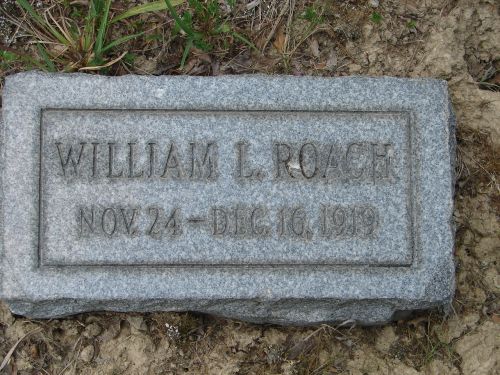 WILLIAM L. ROACH
NOV. 24 - DEC. 16, 1919